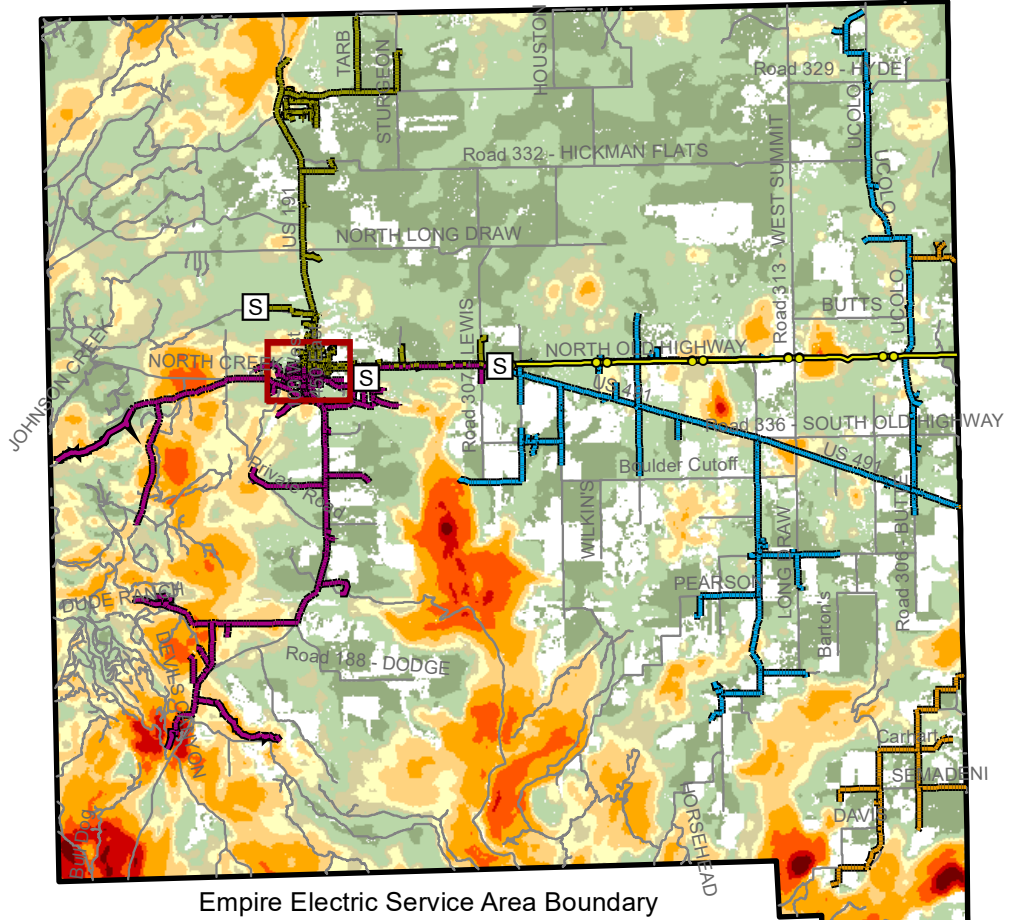 TARB
STURGEON
HOUSTON
Road 329 - HYDE
UCOLO
UCOLO
Road 332 - HICKMAN FLATS
Road 313 - WEST SUMMIT
US 191
NORTH LONG DRAW
UCOLO
BUTTS
S
LEWIS
JOHNSON CREEK
NORTH CREEK
S
S
NORTH OLD HIGHWAY
US 491
Road 307
Road 336 - SOUTH OLD HIGHWAY
US 491
Private Road
Boulder Cutoff
WILKIN'S
LONG DRAW
Road 306 - BUTTE
DUDE RANCH
PEARSON
Barton's
DEVILS CANYON
Road 188 - DODGE
Carhart
SEMADENI
DAVIS
Bull Dog
HORSEHEAD
Empire Electric Service Area Boundary